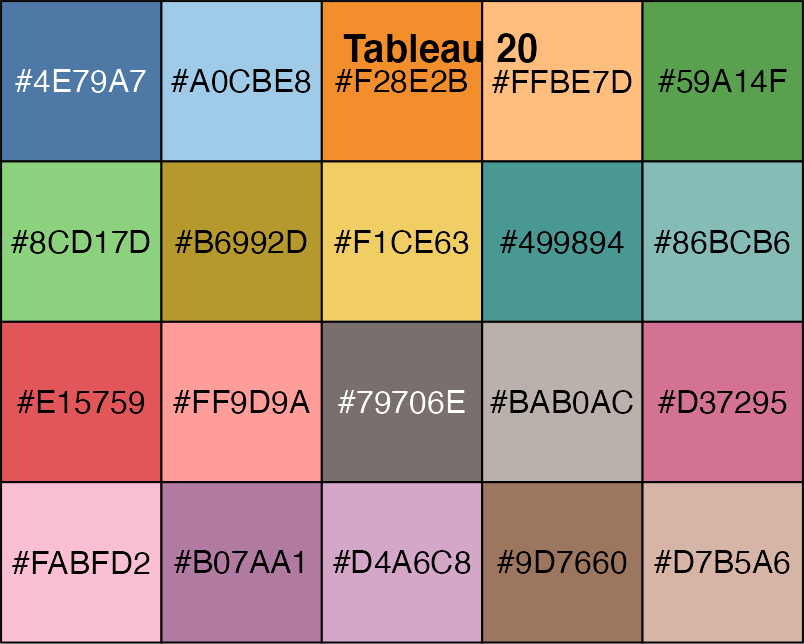 Tableau 20
#4E79A7 #A0CBE8 #F28E2B #FFBE7D #59A14F
#8CD17D #B6992D #F1CE63 #499894 #86BCB6
#E15759 #FF9D9A #79706E #BAB0AC #D37295
#FABFD2 #B07AA1 #D4A6C8 #9D7660 #D7B5A6